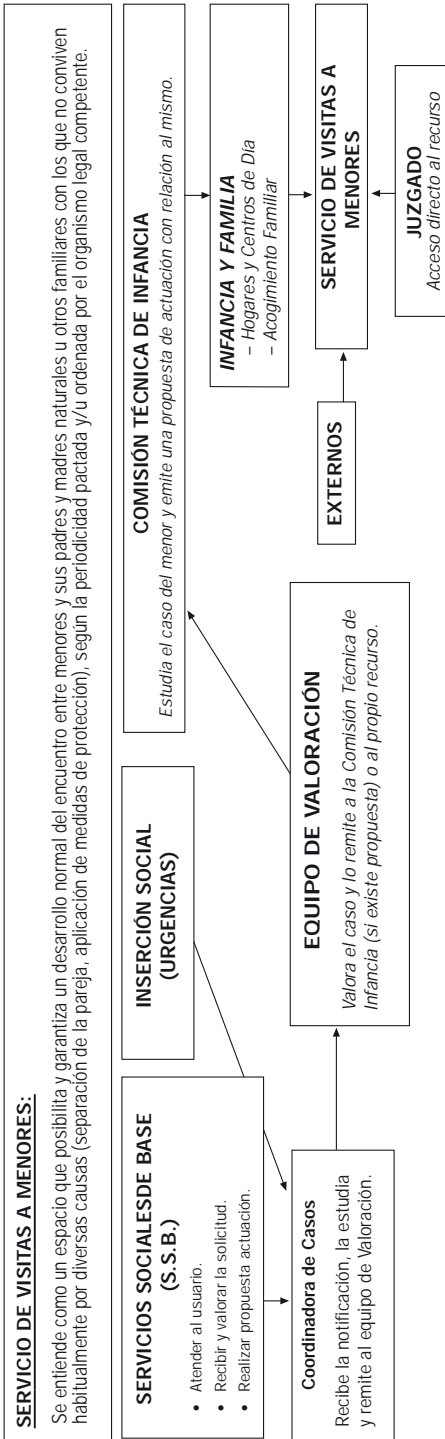 SERVICIO DE VISITAS A MENORES:
Se entiende como un espacio que posibilita y garantiza un desarrollo normal del encuentro entre menores y sus padres y madres naturales u otros familiares con los que no conviven
habitualmente por diversas causas (separación de la pareja, aplicación de medidas de protección), según la periodicidad pactada y/u ordenada por el organismo legal competente.
SERVICIOS SOCIALESDE BASE
(S.S.B.)
• Atender al usuario.
• Recibir y valorar la solicitud.
• Realizar propuesta actuación.
INSERCIÓN SOCIAL
(URGENCIAS)
COMISIÓN TÉCNICA DE INFANCIA
Estudia el caso del menor y emite una propuesta de actuación con relación al mismo.
Coordinadora de Casos
Recibe la notificación, la estudia
y remite al equipo de Valoración.
EQUIPO DE VALORACIÓN
Valora el caso y lo remite a la Comisión Técnica de
Infancia (si existe propuesta) o al propio recurso.
INFANCIA Y FAMILIA
– Hogares y Centros de Día
– Acogimiento Familiar
EXTERNOS
SERVICIO DE VISITAS A
MENORES
JUZGADO
Acceso directo al recurso